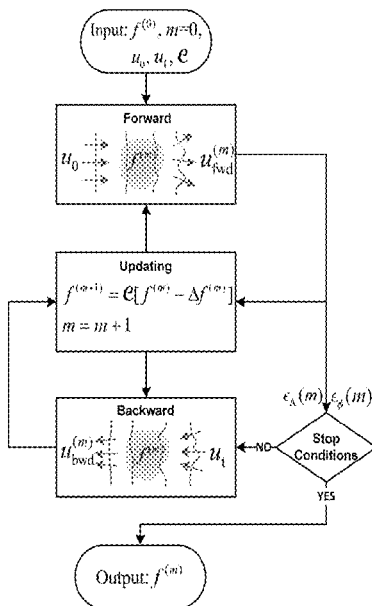 Input: f^(0), m=0,
u_0, u_t, 𝒞
Forward
u_0 f^(m) u_fwd^(m)
Updating
f^(m+1) = 𝒞[f^(m) − Δf^(m)]
m = m+1
ϵ_A(m) ϵ_ϕ(m)
Backward
u_bwd^(m) f^(m) u_t
NO
Stop
Conditions
YES
Output: f^(m)